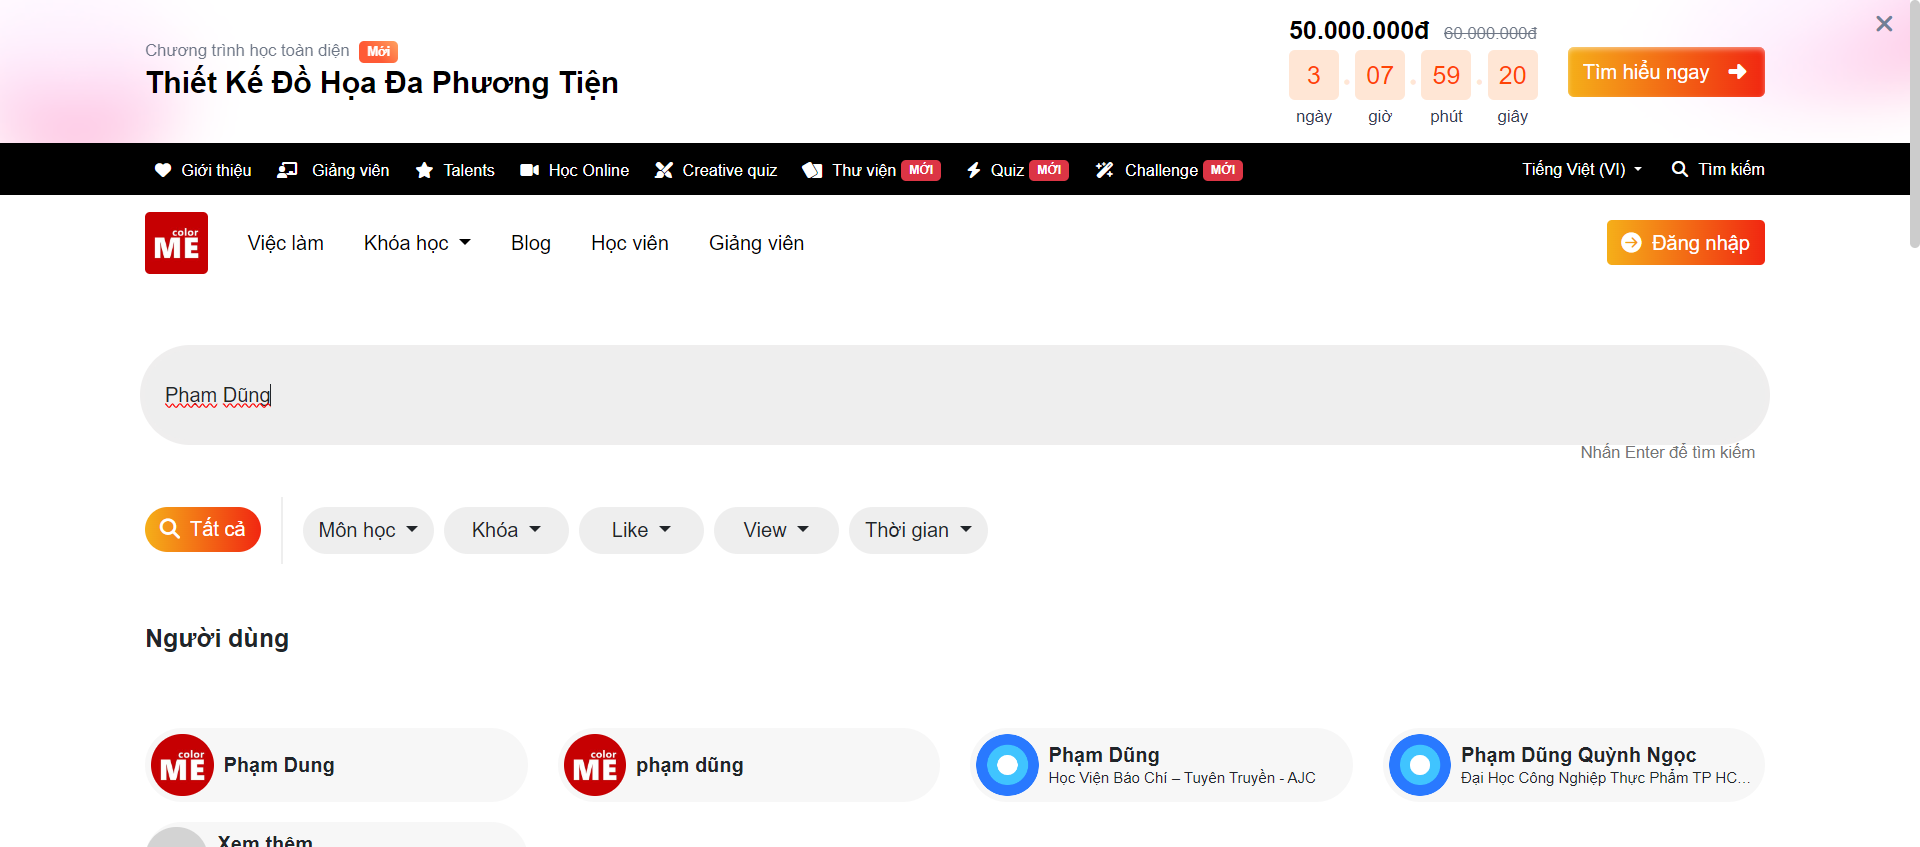 Chương trình học toàn diện Mới
Thiết Kế Đồ Họa Đa Phương Tiện
50.000.000đ 60.000.000đ
3 07 59 20
ngày giờ phút giây
Tìm hiểu ngay
Giới thiệu Giảng viên Talents Học Online Creative quiz Thư viện MỚI Quiz MỚI Challenge MỚI Tiếng Việt (VI) Tìm kiếm
color ME Việc làm Khóa học Blog Học viên Giảng viên Đăng nhập
Phạm Dũng
Nhấn Enter để tìm kiếm
Tất cả Môn học Khóa Like View Thời gian
Người dùng
color ME Phạm Dung
color ME phạm dũng
Phạm Dũng
Học Viện Báo Chí – Tuyên Truyền - AJC
Phạm Dũng Quỳnh Ngọc
Đại Học Công Nghiệp Thực Phẩm TP HC...
Xem thêm